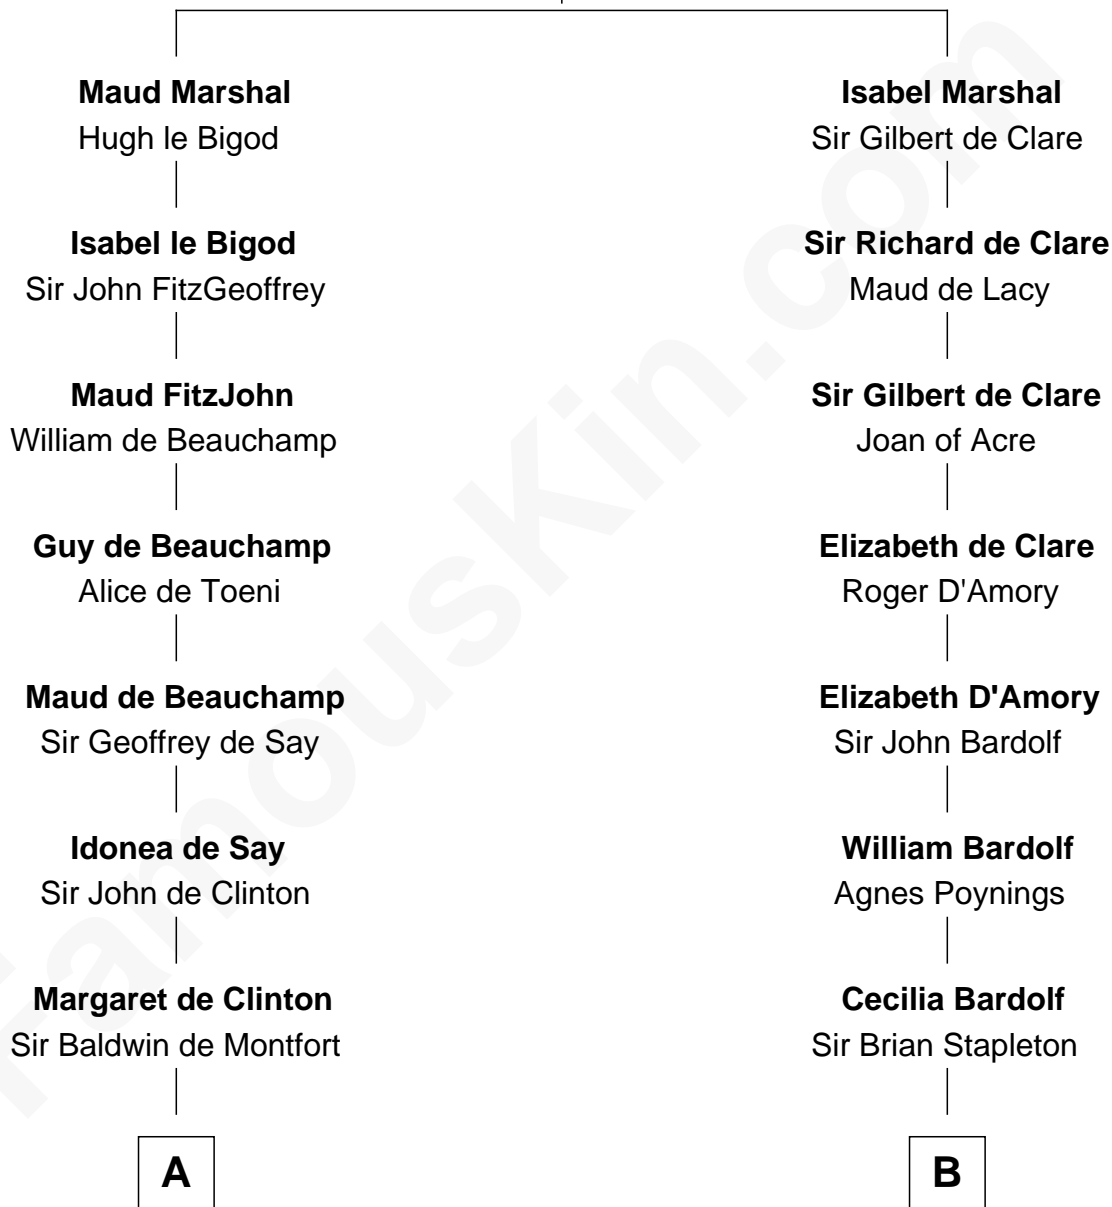 Maud Marshal
Hugh le Bigod
Isabel le Bigod
Sir John FitzGeoffrey
Maud FitzJohn
William de Beauchamp
Guy de Beauchamp
Alice de Toeni
Maud de Beauchamp
Sir Geoffrey de Say
Idonea de Say
Sir John de Clinton
Margaret de Clinton
Sir Baldwin de Montfort
A
Isabel Marshal
Sir Gilbert de Clare
Sir Richard de Clare
Maud de Lacy
Sir Gilbert de Clare
Joan of Acre
Elizabeth de Clare
Roger D'Amory
Elizabeth D'Amory
Sir John Bardolf
William Bardolf
Agnes Poynings
Cecilia Bardolf
Sir Brian Stapleton
B
FamousKin.com